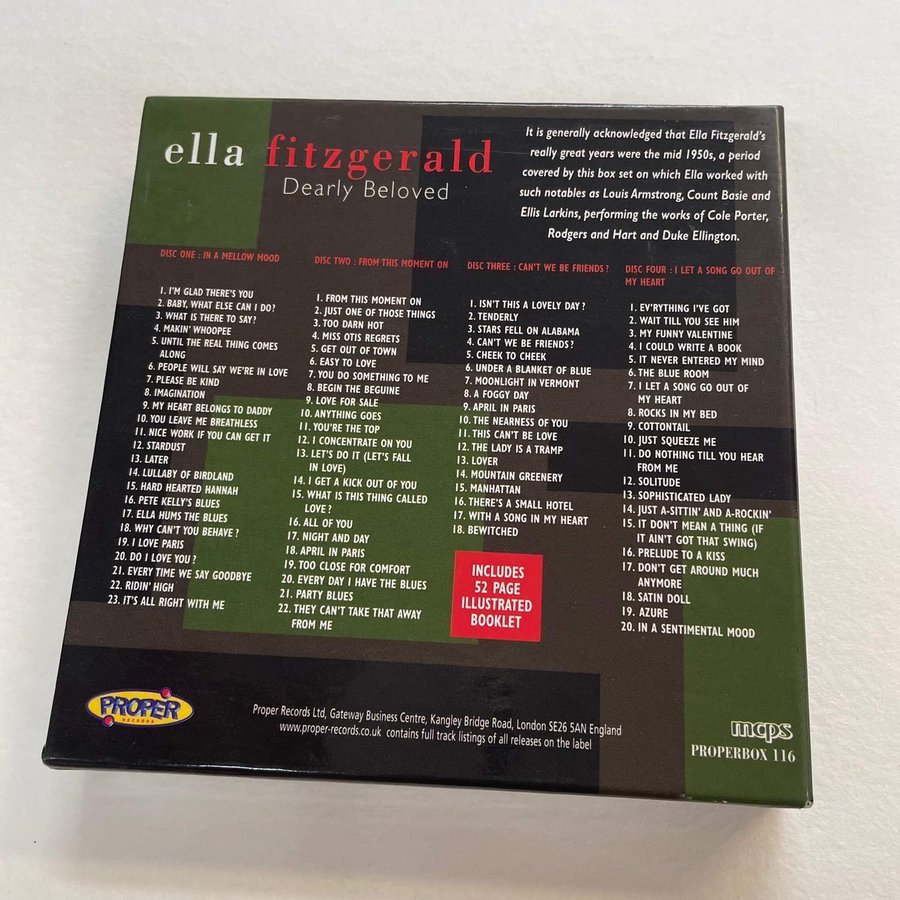 ella fitzgerald
Dearly Beloved
It is generally acknowledged that Ella Fitzgerald's
really great years were the mid 1950s, a period
covered by this box set on which Ella worked with
such notables as Louis Armstrong, Count Basie and
Ellis Larkins, performing the works of Cole Porter,
Rodgers and Hart and Duke Ellington.
DISC ONE : IN A MELLOW MOOD
1. I'M GLAD THERE'S YOU
2. BABY, WHAT ELSE CAN I DO?
3. WHAT IS THERE TO SAY?
4. MAKIN' WHOOPEE
5. UNTIL THE REAL THING COMES
ALONG
6. PEOPLE WILL SAY WE'RE IN LOVE
7. PLEASE BE KIND
8. IMAGINATION
9. MY HEART BELONGS TO DADDY
10. YOU LEAVE ME BREATHLESS
11. NICE WORK IF YOU CAN GET IT
12. STARDUST
13. LATER
14. LULLABY OF BIRDLAND
15. HARD HEARTED HANNAH
16. PETE KELLY'S BLUES
17. ELLA HUMS THE BLUES
18. WHY CAN'T YOU BEHAVE?
19. I LOVE PARIS
20. DO I LOVE YOU?
21. EVERY TIME WE SAY GOODBYE
22. RIDIN' HIGH
23. IT'S ALL RIGHT WITH ME
DISC TWO : FROM THIS MOMENT ON
1. FROM THIS MOMENT ON
2. JUST ONE OF THOSE THINGS
3. TOO DARN HOT
4. MISS OTIS REGRETS
5. GET OUT OF TOWN
6. EASY TO LOVE
7. YOU DO SOMETHING TO ME
8. BEGIN THE BEGUINE
9. LOVE FOR SALE
10. ANYTHING GOES
11. YOU'RE THE TOP
12. I CONCENTRATE ON YOU
13. LET'S DO IT (LET'S FALL
IN LOVE)
14. I GET A KICK OUT OF YOU
15. WHAT IS THIS THING CALLED
LOVE?
16. ALL OF YOU
17. NIGHT AND DAY
18. APRIL IN PARIS
19. TOO CLOSE FOR COMFORT
20. EVERY DAY I HAVE THE BLUES
21. PARTY BLUES
22. THEY CAN'T TAKE THAT AWAY
FROM ME
DISC THREE : CAN'T WE BE FRIENDS?
1. ISN'T THIS A LOVELY DAY?
2. TENDERLY
3. STARS FELL ON ALABAMA
4. CAN'T WE BE FRIENDS?
5. CHEEK TO CHEEK
6. UNDER A BLANKET OF BLUE
7. MOONLIGHT IN VERMONT
8. A FOGGY DAY
9. APRIL IN PARIS
10. THE NEARNESS OF YOU
11. THIS CAN'T BE LOVE
12. THE LADY IS A TRAMP
13. LOVER
14. MOUNTAIN GREENERY
15. MANHATTAN
16. THERE'S A SMALL HOTEL
17. WITH A SONG IN MY HEART
18. BEWITCHED
INCLUDES
52 PAGE
ILLUSTRATED
BOOKLET
DISC FOUR : I LET A SONG GO OUT OF
MY HEART
1. EV'RYTHING I'VE GOT
2. WAIT TILL YOU SEE HIM
3. MY FUNNY VALENTINE
4. I COULD WRITE A BOOK
5. IT NEVER ENTERED MY MIND
6. THE BLUE ROOM
7. I LET A SONG GO OUT OF
MY HEART
8. ROCKS IN MY BED
9. COTTONTAIL
10. JUST SQUEEZE ME
11. DO NOTHING TILL YOU HEAR
FROM ME
12. SOLITUDE
13. SOPHISTICATED LADY
14. JUST A-SITTIN' AND A-ROCKIN'
15. IT DON'T MEAN A THING (IF
IT AIN'T GOT THAT SWING)
16. PRELUDE TO A KISS
17. DON'T GET AROUND MUCH
ANYMORE
18. SATIN DOLL
19. AZURE
20. IN A SENTIMENTAL MOOD
PROPER
RECORDS
Proper Records Ltd, Gateway Business Centre, Kangley Bridge Road, London SE26 5AN England
www.proper-records.co.uk contains full track listings of all releases on the label
mcps
PROPERBOX 116